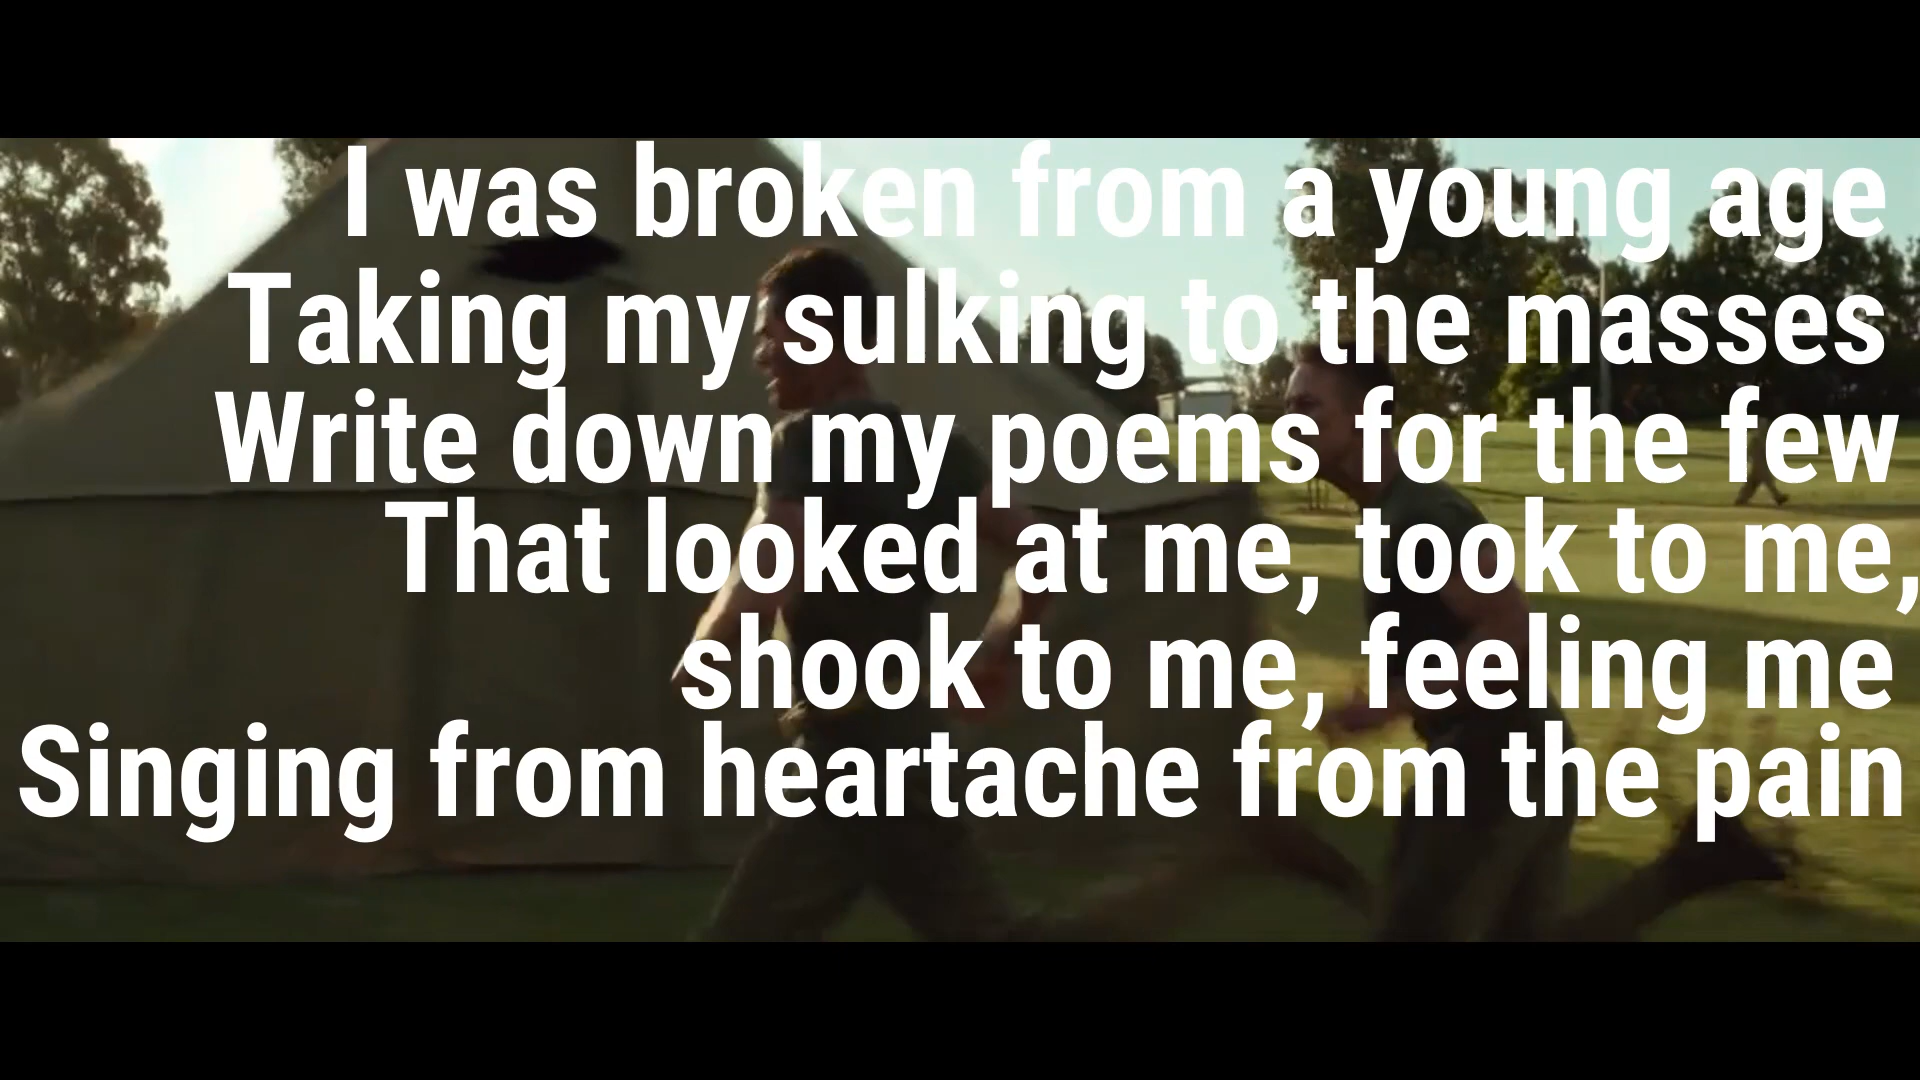 I was broken from a young age
Taking my sulking to the masses
Write down my poems for the few
That looked at me, took to me,
shook to me, feeling me
Singing from heartache from the pain